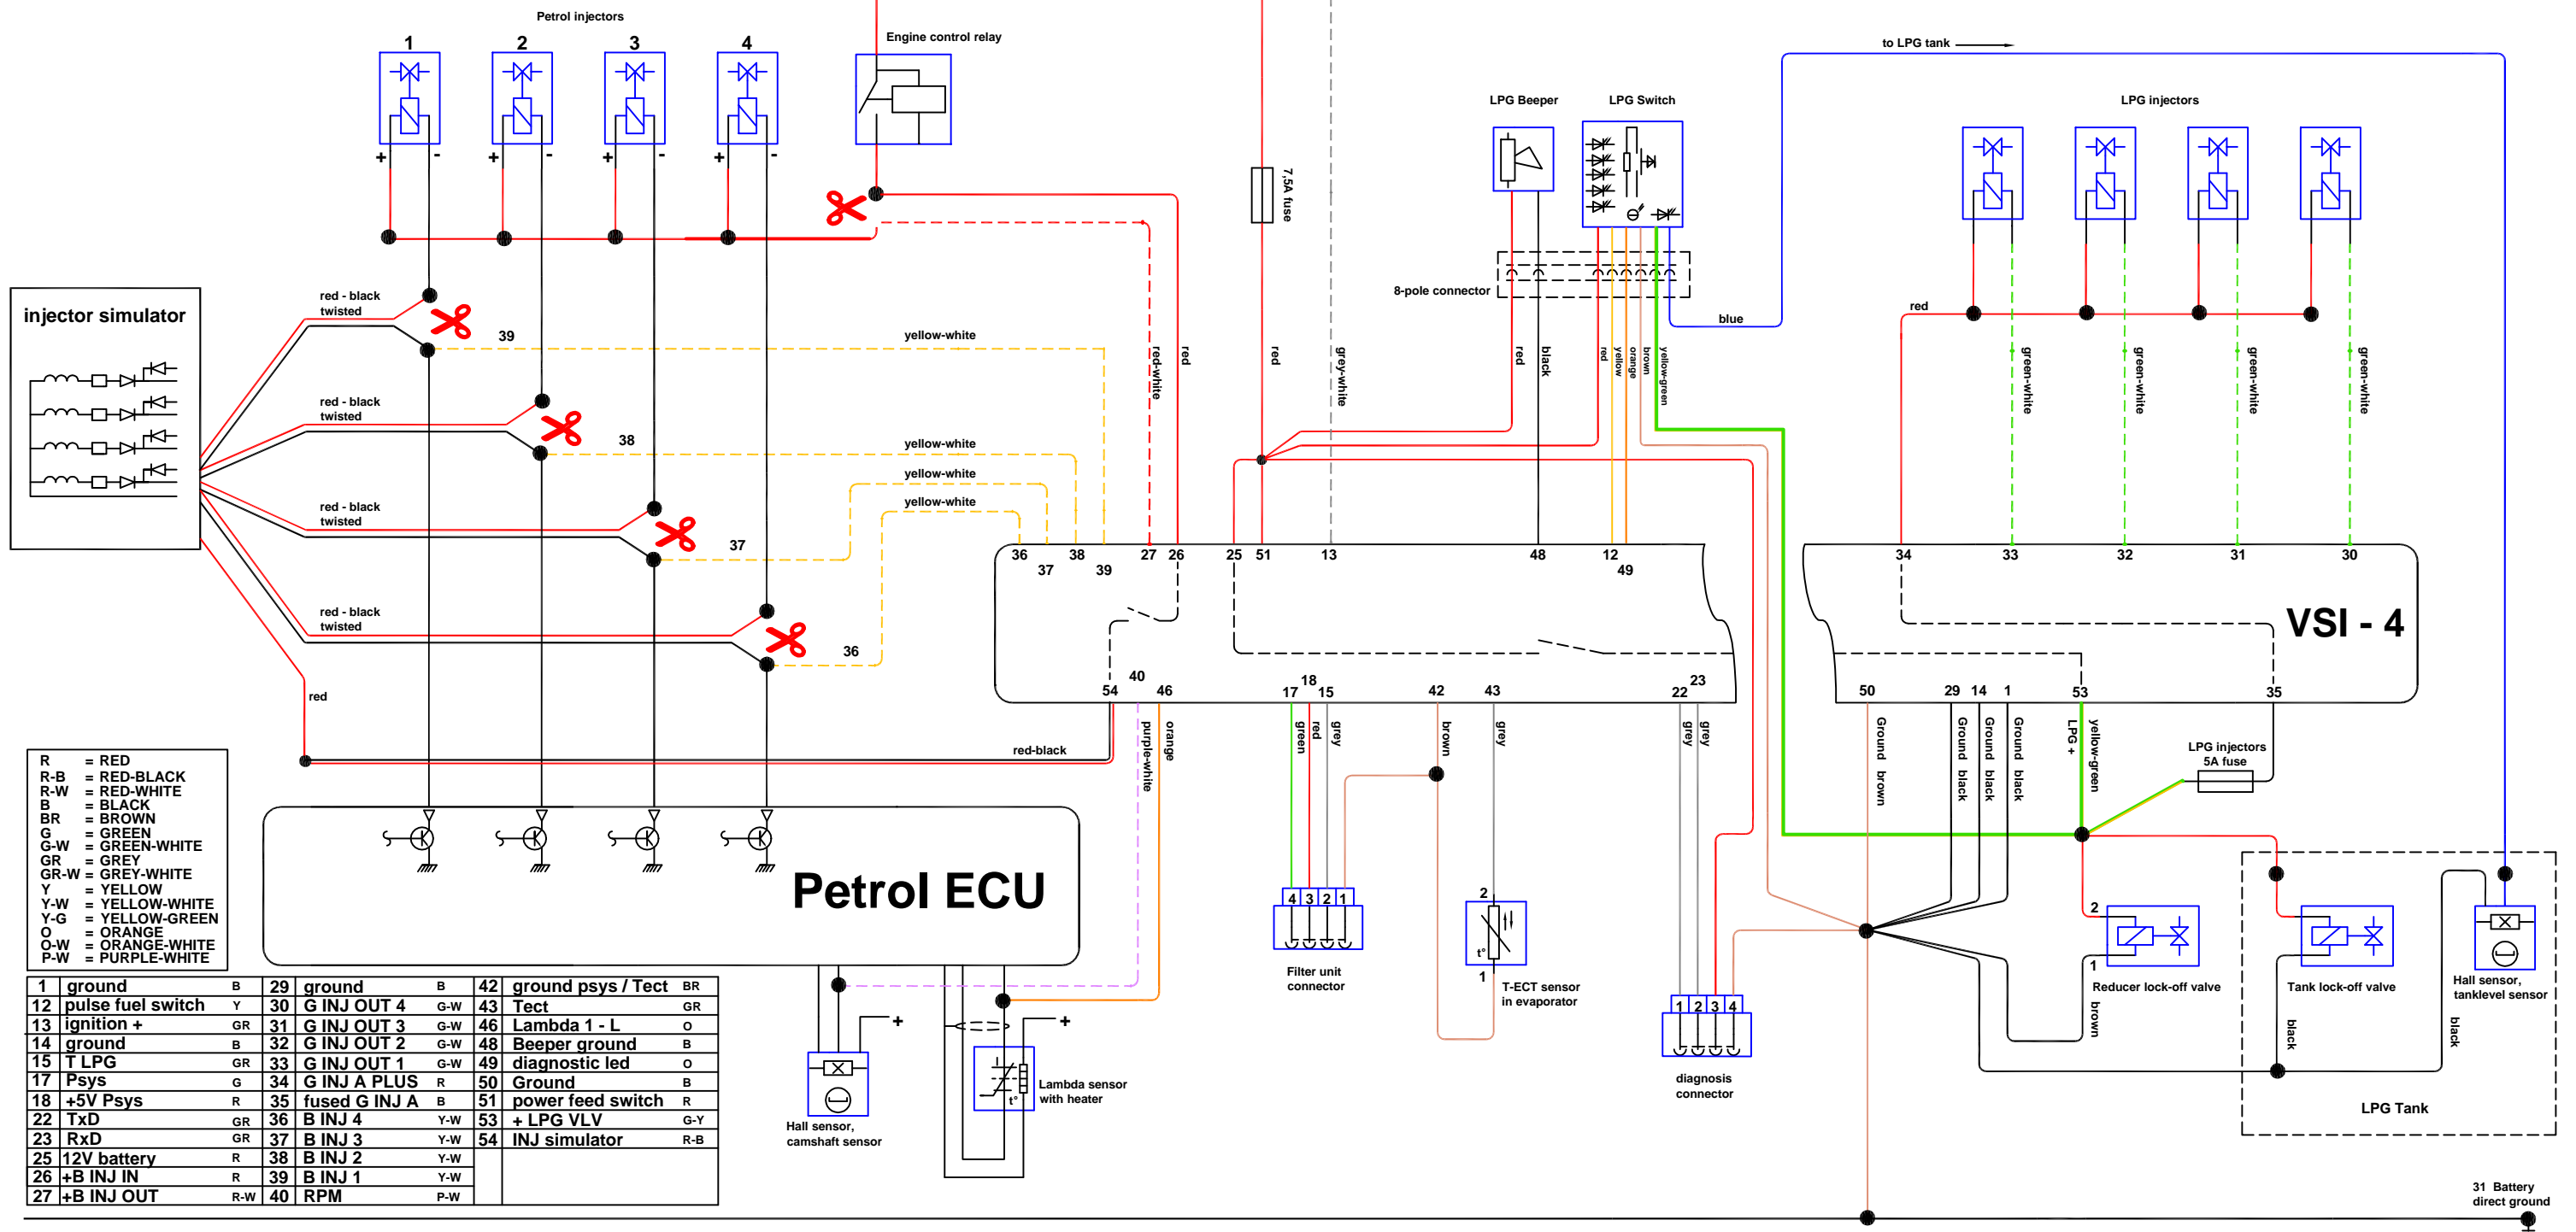 Petrol injectors
1 2 3 4
+ - + - + - + -
Engine control relay
7,5A fuse
to LPG tank
LPG Beeper
LPG Switch
LPG injectors
8-pole connector
blue
red
injector simulator
red - black
twisted
39
yellow-white
red - black
twisted
38
yellow-white
yellow-white
yellow-white
red - black
twisted
37
red - black
twisted
36
red
red-white
red
red
grey-white
red
black
red
yellow
orange
brown
yellow-green
green-white
green-white
green-white
green-white
36 37 38 39 27 26 25 51 13 48 12 49
34 33 32 31 30
VSI - 4
54 40 46 17 18 15 42 43 22 23
50 29 14 1 53 35
red-black
purple-white
orange
green
red
grey
brown
grey
grey
grey
Ground brown
Ground black
Ground black
Ground black
LPG +
yellow-green
LPG injectors
5A fuse
R = RED
R-B = RED-BLACK
R-W = RED-WHITE
B = BLACK
BR = BROWN
G = GREEN
G-W = GREEN-WHITE
GR = GREY
GR-W = GREY-WHITE
Y = YELLOW
Y-W = YELLOW-WHITE
Y-G = YELLOW-GREEN
O = ORANGE
O-W = ORANGE-WHITE
P-W = PURPLE-WHITE
Petrol ECU
4 3 2 1
Filter unit
connector
2
t°
1
T-ECT sensor
in evaporator
1 2 3 4
diagnosis
connector
2
1
Reducer lock-off valve
brown
Tank lock-off valve
black
Hall sensor,
tanklevel sensor
black
LPG Tank
+
Hall sensor,
camshaft sensor
+
t°
Lambda sensor
with heater
1 ground B 29 ground B 42 ground psys / Tect BR
12 pulse fuel switch Y 30 G INJ OUT 4 G-W 43 Tect GR
13 ignition + GR 31 G INJ OUT 3 G-W 46 Lambda 1 - L O
14 ground B 32 G INJ OUT 2 G-W 48 Beeper ground B
15 T LPG GR 33 G INJ OUT 1 G-W 49 diagnostic led O
17 Psys G 34 G INJ A PLUS R 50 Ground B
18 +5V Psys R 35 fused G INJ A B 51 power feed switch R
22 TxD GR 36 B INJ 4 Y-W 53 + LPG VLV G-Y
23 RxD GR 37 B INJ 3 Y-W 54 INJ simulator R-B
25 12V battery R 38 B INJ 2 Y-W
26 +B INJ IN R 39 B INJ 1 Y-W
27 +B INJ OUT R-W 40 RPM P-W
31 Battery
direct ground